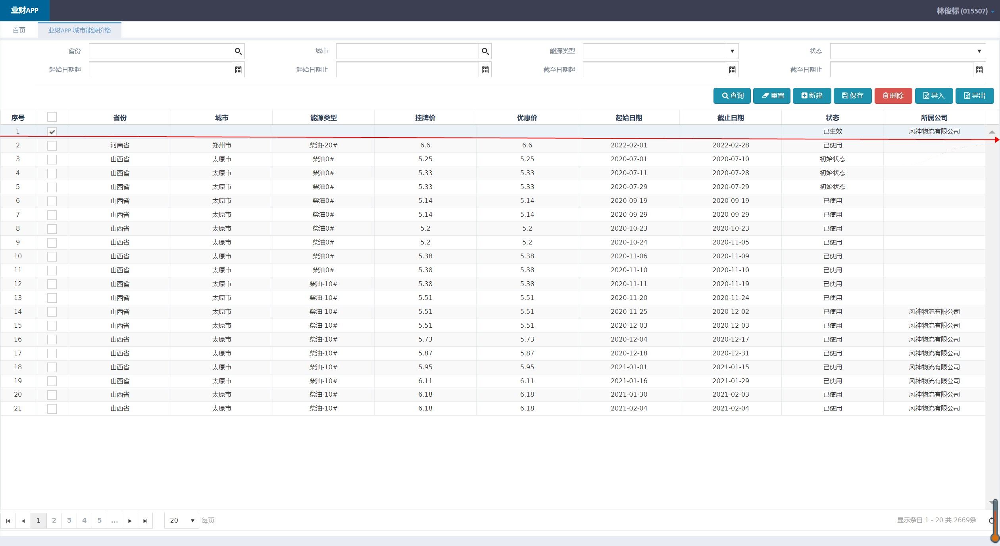 业财APP
林俊标 (015507)
首页 业财APP-城市能源价格
省份 城市 能源类型 状态
起始日期起 起始日期止 截至日期起 截至日期止
查询 重置 新建 保存 删除 导入 导出
序号 省份 城市 能源类型 挂牌价 优惠价 起始日期 截止日期 状态 所属公司
1 已生效 风神物流有限公司
2 河南省 郑州市 柴油-20# 6.6 6.6 2022-02-01 2022-02-28 已使用
3 山西省 太原市 柴油0# 5.25 5.25 2020-07-01 2020-07-10 初始状态
4 山西省 太原市 柴油0# 5.33 5.33 2020-07-11 2020-07-28 初始状态
5 山西省 太原市 柴油0# 5.33 5.33 2020-07-29 2020-07-29 初始状态
6 山西省 太原市 柴油0# 5.14 5.14 2020-09-19 2020-09-19 已使用
7 山西省 太原市 柴油0# 5.14 5.14 2020-09-29 2020-09-29 已使用
8 山西省 太原市 柴油0# 5.2 5.2 2020-10-23 2020-10-23 已使用
9 山西省 太原市 柴油0# 5.2 5.2 2020-10-24 2020-11-05 已使用
10 山西省 太原市 柴油0# 5.38 5.38 2020-11-06 2020-11-09 已使用
11 山西省 太原市 柴油0# 5.38 5.38 2020-11-10 2020-11-10 已使用
12 山西省 太原市 柴油-10# 5.38 5.38 2020-11-11 2020-11-19 已使用
13 山西省 太原市 柴油-10# 5.51 5.51 2020-11-20 2020-11-24 已使用
14 山西省 太原市 柴油-10# 5.51 5.51 2020-11-25 2020-12-02 已使用 风神物流有限公司
15 山西省 太原市 柴油-10# 5.51 5.51 2020-12-03 2020-12-03 已使用 风神物流有限公司
16 山西省 太原市 柴油-10# 5.73 5.73 2020-12-04 2020-12-17 已使用 风神物流有限公司
17 山西省 太原市 柴油-10# 5.87 5.87 2020-12-18 2020-12-31 已使用 风神物流有限公司
18 山西省 太原市 柴油-10# 5.95 5.95 2021-01-01 2021-01-15 已使用 风神物流有限公司
19 山西省 太原市 柴油-10# 6.11 6.11 2021-01-16 2021-01-29 已使用 风神物流有限公司
20 山西省 太原市 柴油-10# 6.18 6.18 2021-01-30 2021-02-03 已使用 风神物流有限公司
21 山西省 太原市 柴油-10# 6.18 6.18 2021-02-04 2021-02-04 已使用 风神物流有限公司
1 2 3 4 5 ... 20 每页 显示条目 1 - 20 共 2669条